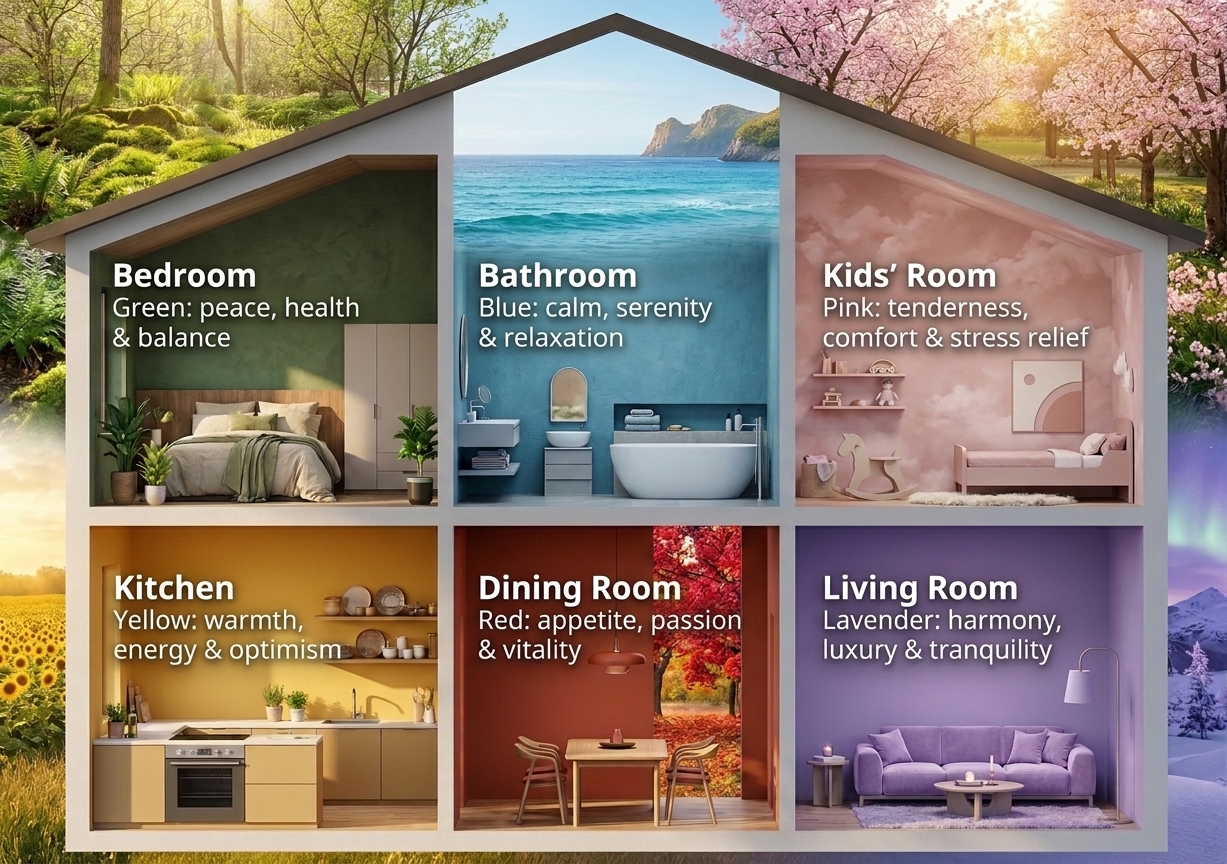 Bedroom
Green: peace, health
& balance
Bathroom
Blue: calm, serenity
& relaxation
Kids’ Room
Pink: tenderness,
comfort & stress relief
Kitchen
Yellow: warmth,
energy & optimism
Dining Room
Red: appetite, passion
& vitality
Living Room
Lavender: harmony,
luxury & tranquility